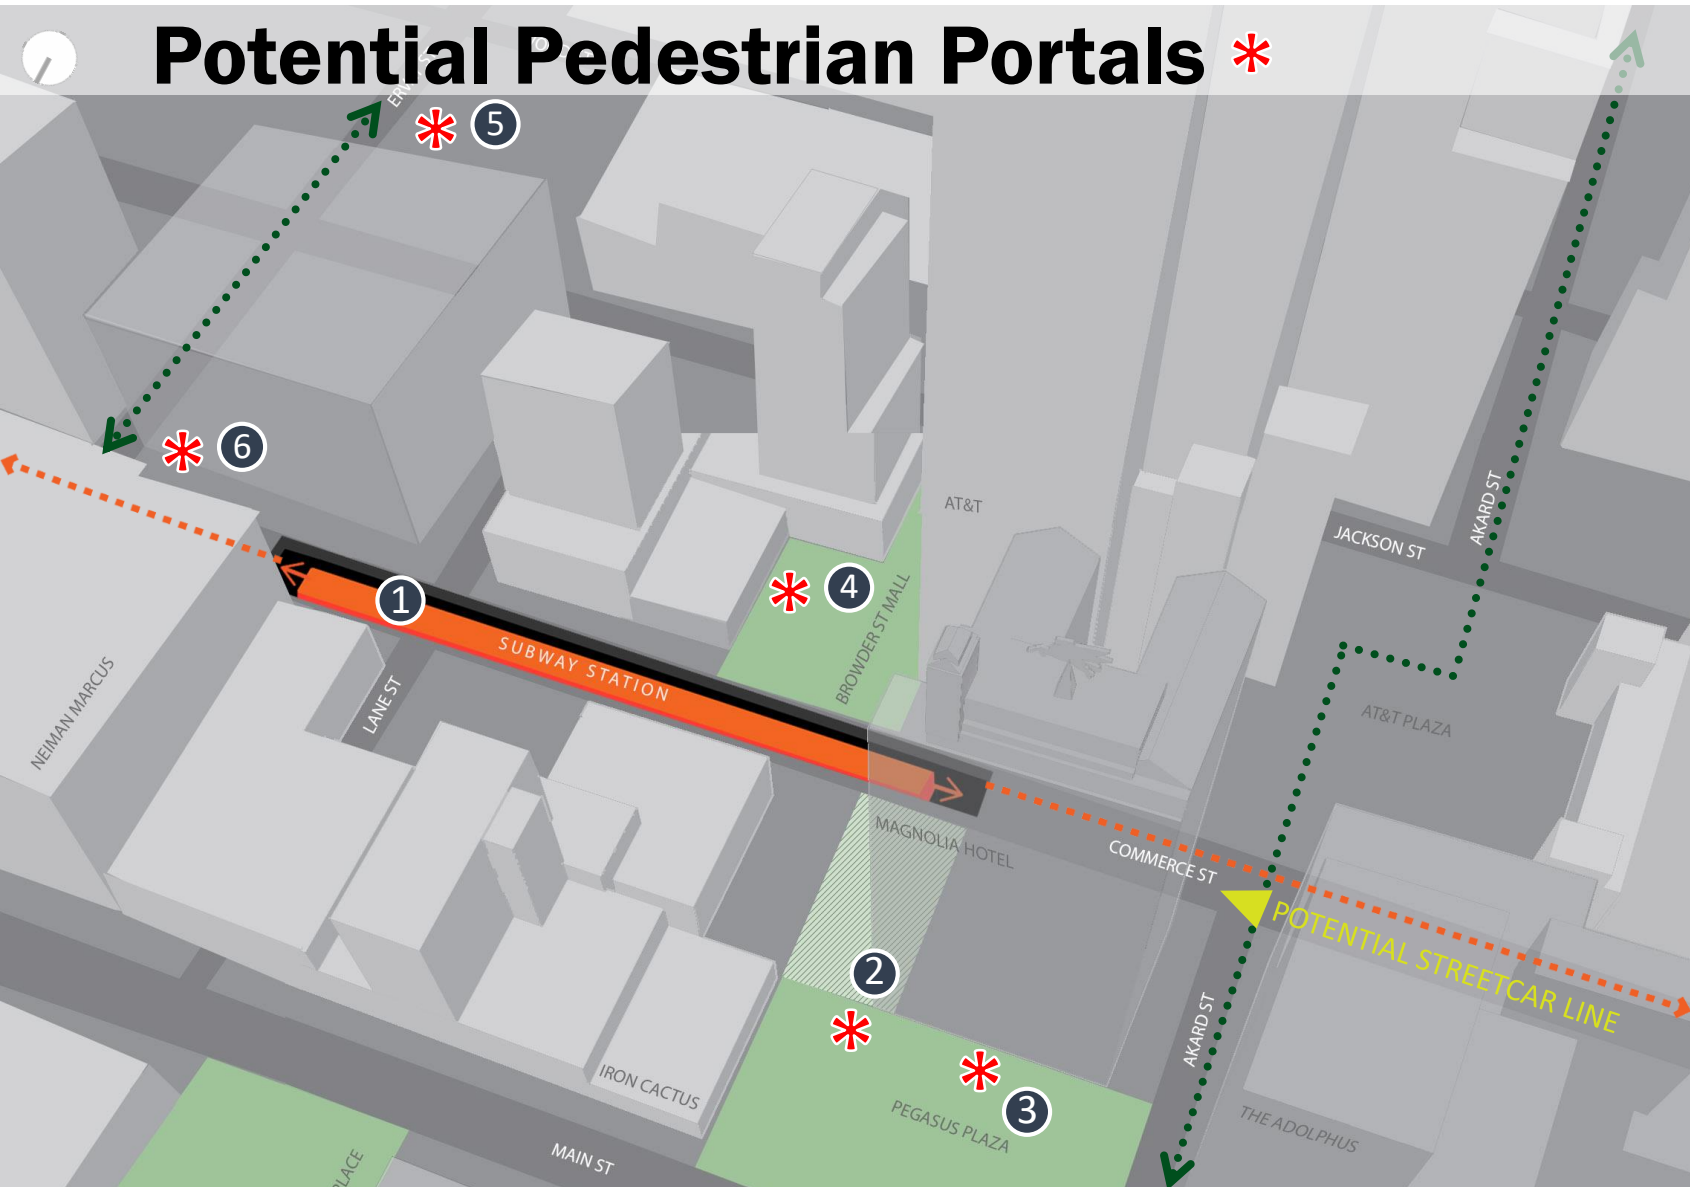 Potential Pedestrian Portals *
* 5
* 6
1
SUBWAY STATION
AT&T
JACKSON ST
AKARD ST
* 4
BROWDER ST MALL
NEIMAN MARCUS
LANE ST
AT&T PLAZA
MAGNOLIA HOTEL
COMMERCE ST
POTENTIAL STREETCAR LINE
2
*
* 3
AKARD ST
IRON CACTUS
PEGASUS PLAZA
THE ADOLPHUS
MAIN ST
PLACE